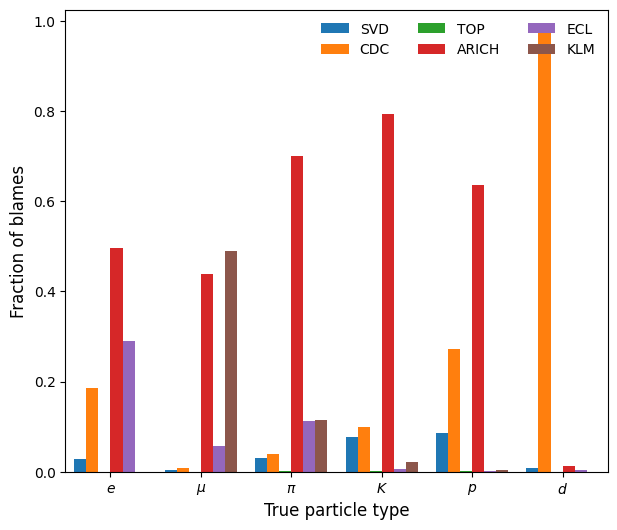 SVD TOP ECL
CDC ARICH KLM
Fraction of blames
1.0
0.8
0.6
0.4
0.2
0.0
e μ π K p d
True particle type